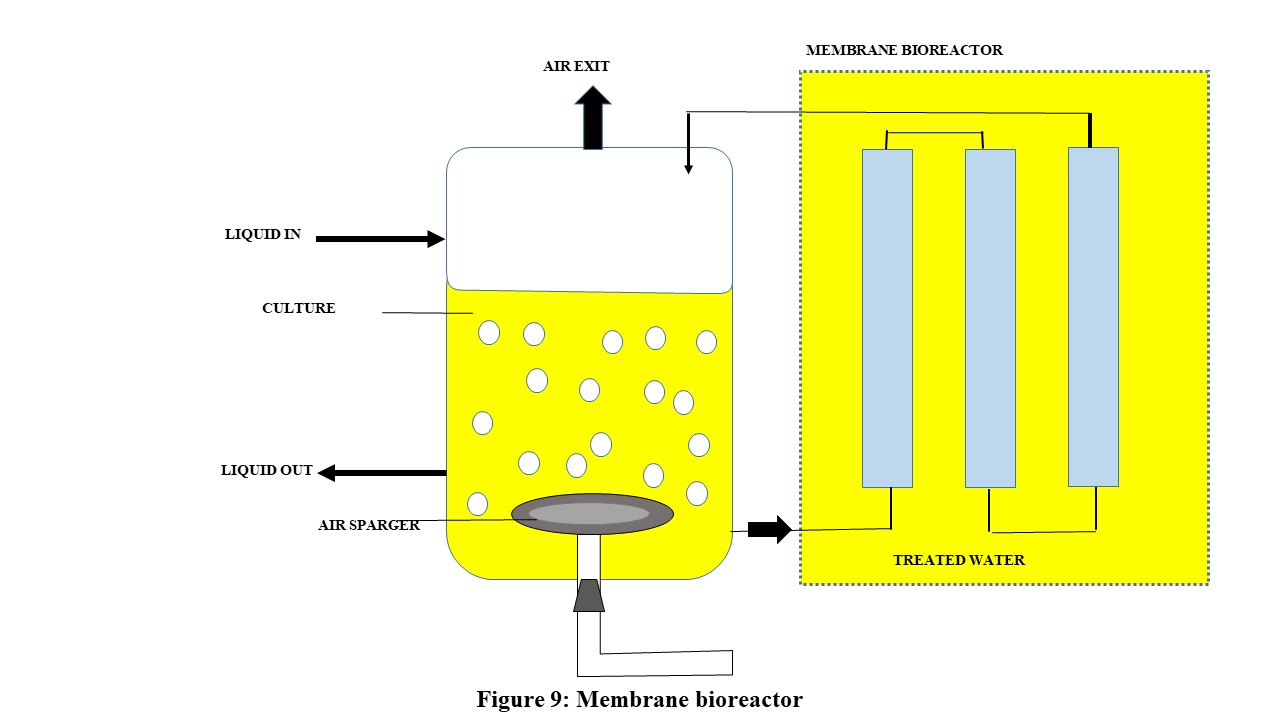 MEMBRANE BIOREACTOR
AIR EXIT
LIQUID IN
CULTURE
LIQUID OUT
AIR SPARGER
TREATED WATER
Figure 9: Membrane bioreactor